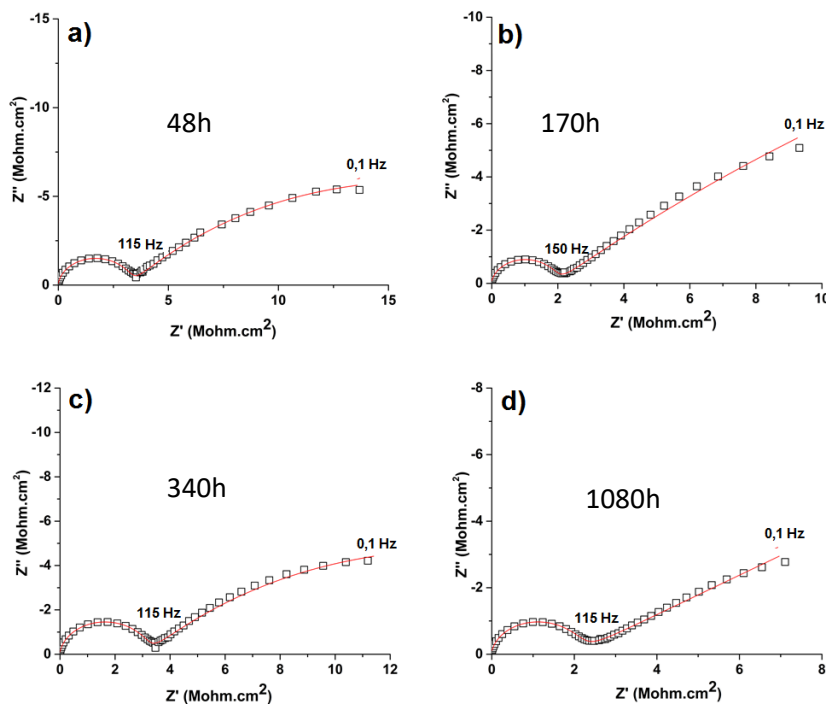 a)
-15
-10
-5
0
Z'' (Mohm.cm2)
48h
115 Hz
0,1 Hz
0 5 10 15
Z' (Mohm.cm2)
b)
-10
-8
-6
-4
-2
0
Z'' (Mohm.cm2)
170h
150 Hz
0,1 Hz
0 2 4 6 8 10
Z' (Mohm.cm2)
c)
-12
-10
-8
-6
-4
-2
0
Z'' (Mohm.cm2)
340h
115 Hz
0,1 Hz
0 2 4 6 8 10 12
Z' (Mohm.cm2)
d)
-8
-6
-4
-2
0
Z'' (Mohm.cm2)
1080h
115 Hz
0,1 Hz
0 2 4 6 8
Z' (Mohm.cm2)